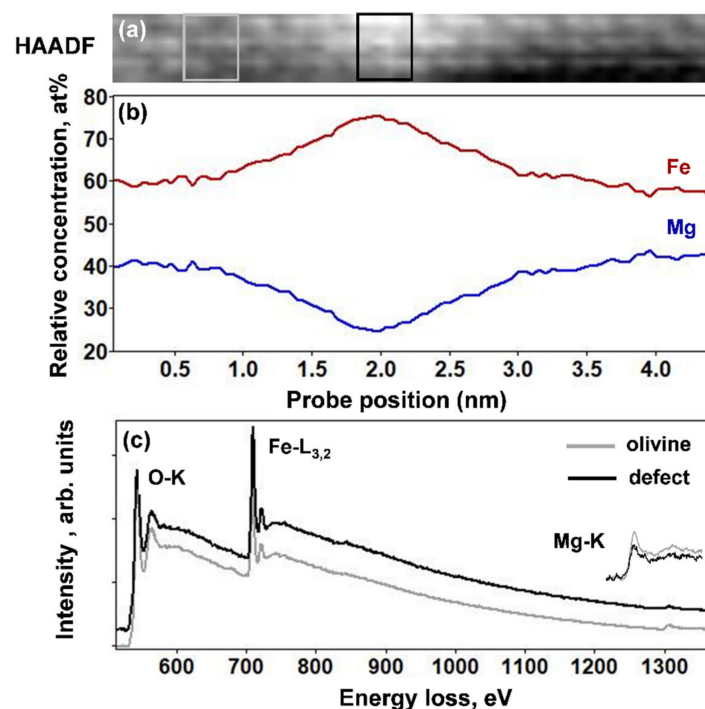 HAADF
(a)
(b)
Relative concentration, at%
80
70
60
50
40
30
20
Fe
Mg
0.5 1.0 1.5 2.0 2.5 3.0 3.5 4.0
Probe position (nm)
(c)
Intensity , arb. units
O-K
Fe-L3,2
olivine
defect
Mg-K
600 700 800 900 1000 1100 1200 1300
Energy loss, eV